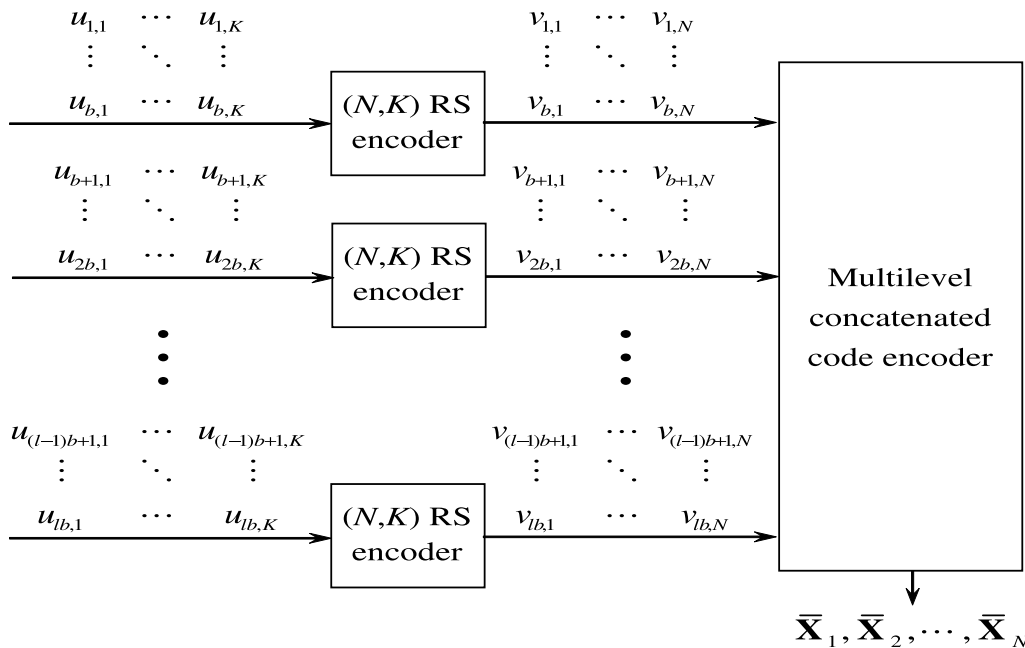 u_{1,1} ⋯ u_{1,K} v_{1,1} ⋯ v_{1,N}
⋮ ⋱ ⋮ ⋮ ⋱ ⋮
u_{b,1} ⋯ u_{b,K} (N,K) RS v_{b,1} ⋯ v_{b,N}
encoder
u_{b+1,1} ⋯ u_{b+1,K} v_{b+1,1} ⋯ v_{b+1,N}
⋮ ⋱ ⋮ ⋮ ⋱ ⋮
u_{2b,1} ⋯ u_{2b,K} (N,K) RS v_{2b,1} ⋯ v_{2b,N}
encoder
Multilevel
concatenated
code encoder
⋮ ⋮
u_{(l−1)b+1,1} ⋯ u_{(l−1)b+1,K} v_{(l−1)b+1,1} ⋯ v_{(l−1)b+1,N}
⋮ ⋱ ⋮ ⋮ ⋱ ⋮
u_{lb,1} ⋯ u_{lb,K} (N,K) RS v_{lb,1} ⋯ v_{lb,N}
encoder
X̄_1, X̄_2, ⋯, X̄_N